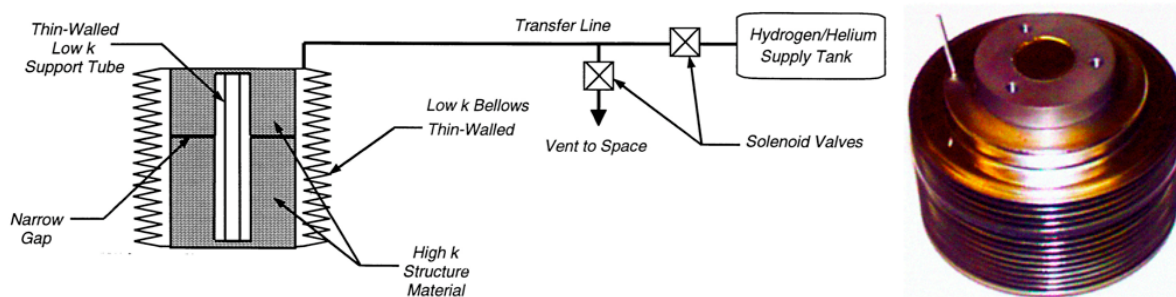 Thin-Walled
Low k
Support Tube
Transfer Line
Hydrogen/Helium
Supply Tank
Low k Bellows
Thin-Walled
Vent to Space
Solenoid Valves
Narrow
Gap
High k
Structure
Material